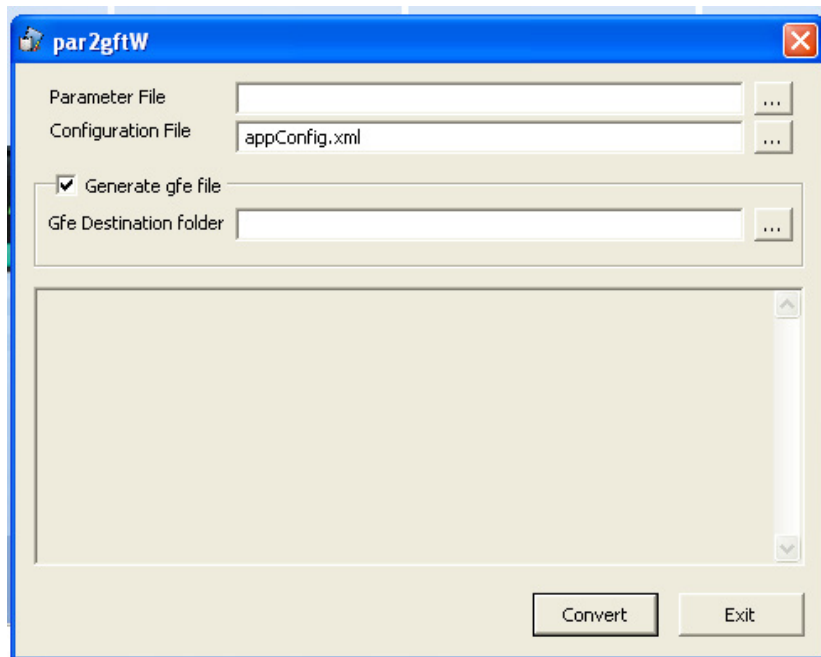 par2gftW
Parameter File
...
Configuration File
appConfig.xml
...
Generate gfe file
Gfe Destination folder
...
Convert
Exit